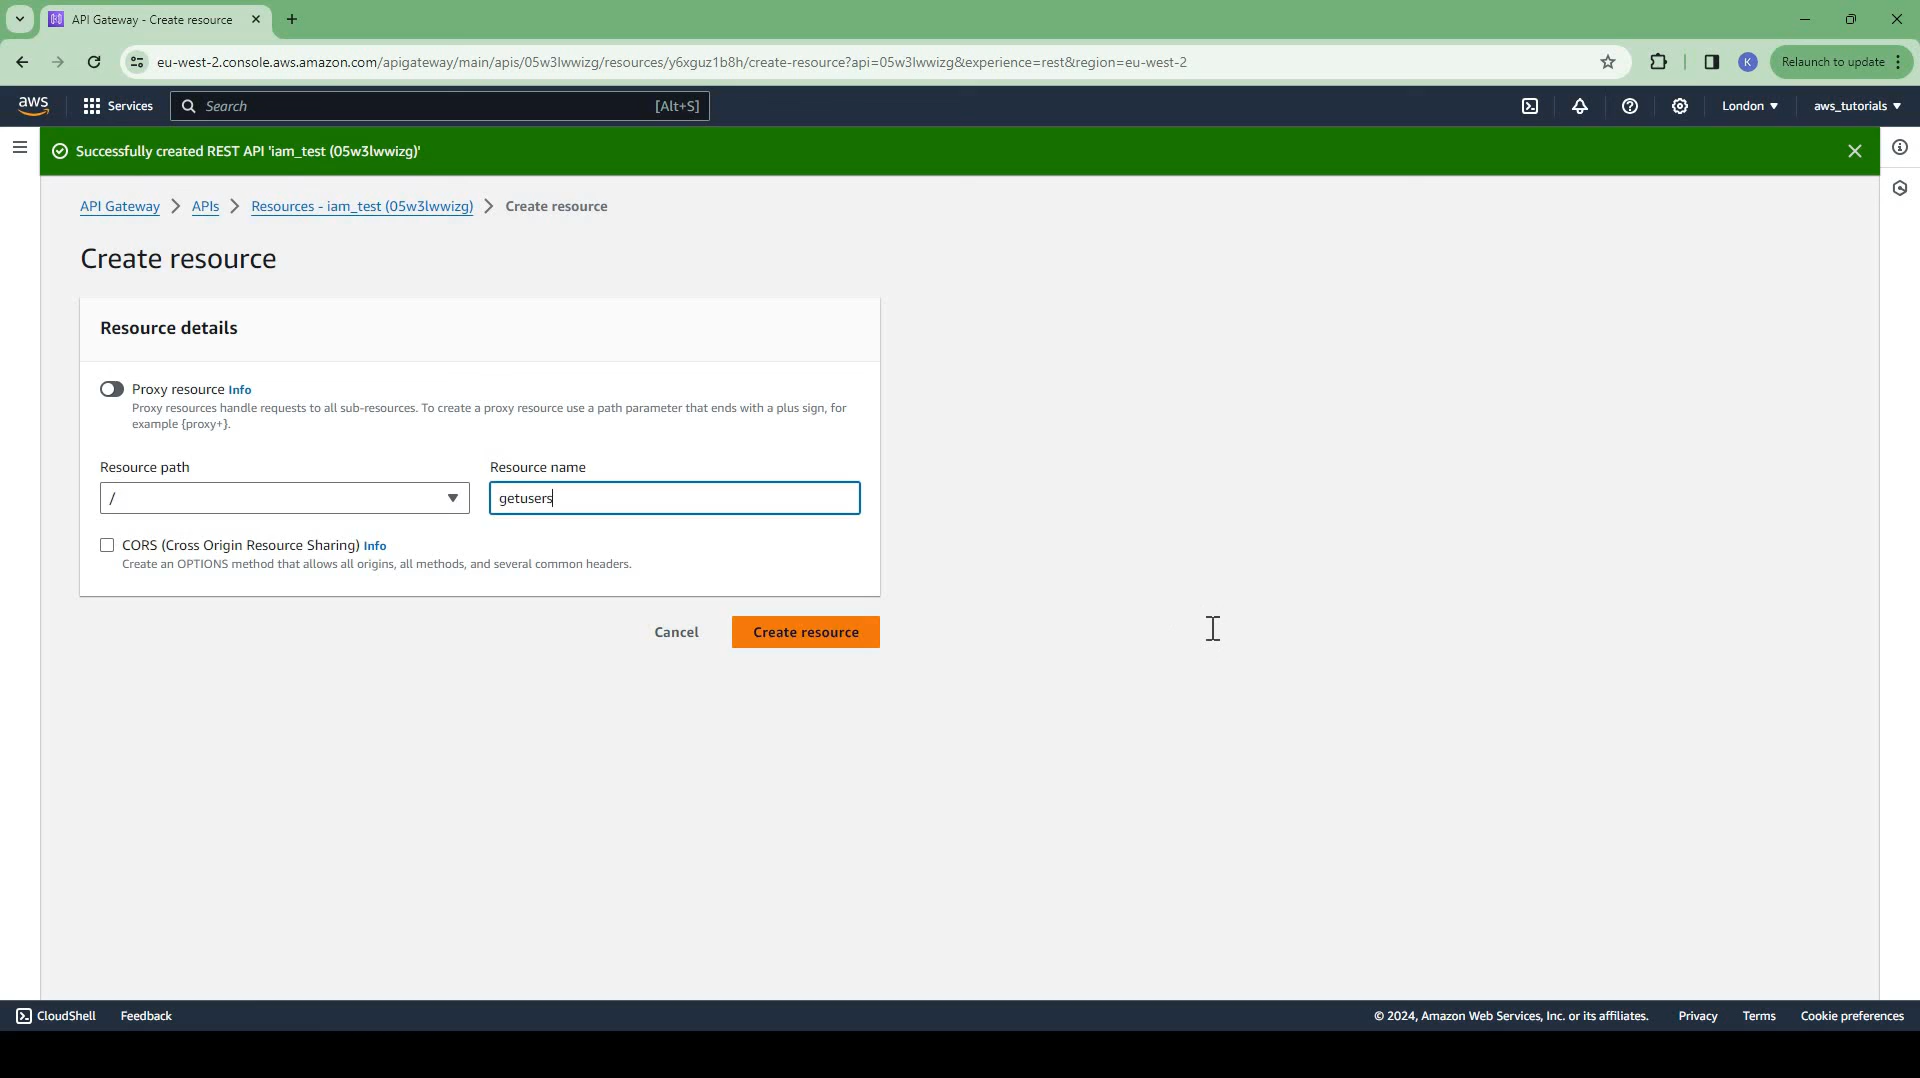 API Gateway - Create resource
eu-west-2.console.aws.amazon.com/apigateway/main/apis/05w3lwwizg/resources/y6xguz1b8h/create-resource?api=05w3lwwizg&experience=rest&region=eu-west-2
K
Relaunch to update
aws
Services
Search
[Alt+S]
London
aws_tutorials
Successfully created REST API 'iam_test (05w3lwwizg)'
API Gateway
APIs
Resources - iam_test (05w3lwwizg)
Create resource
Create resource
Resource details
Proxy resource Info
Proxy resources handle requests to all sub-resources. To create a proxy resource use a path parameter that ends with a plus sign, for
example {proxy+}.
Resource path
Resource name
/
getusers
CORS (Cross Origin Resource Sharing) Info
Create an OPTIONS method that allows all origins, all methods, and several common headers.
Cancel
Create resource
CloudShell
Feedback
© 2024, Amazon Web Services, Inc. or its affiliates.
Privacy
Terms
Cookie preferences